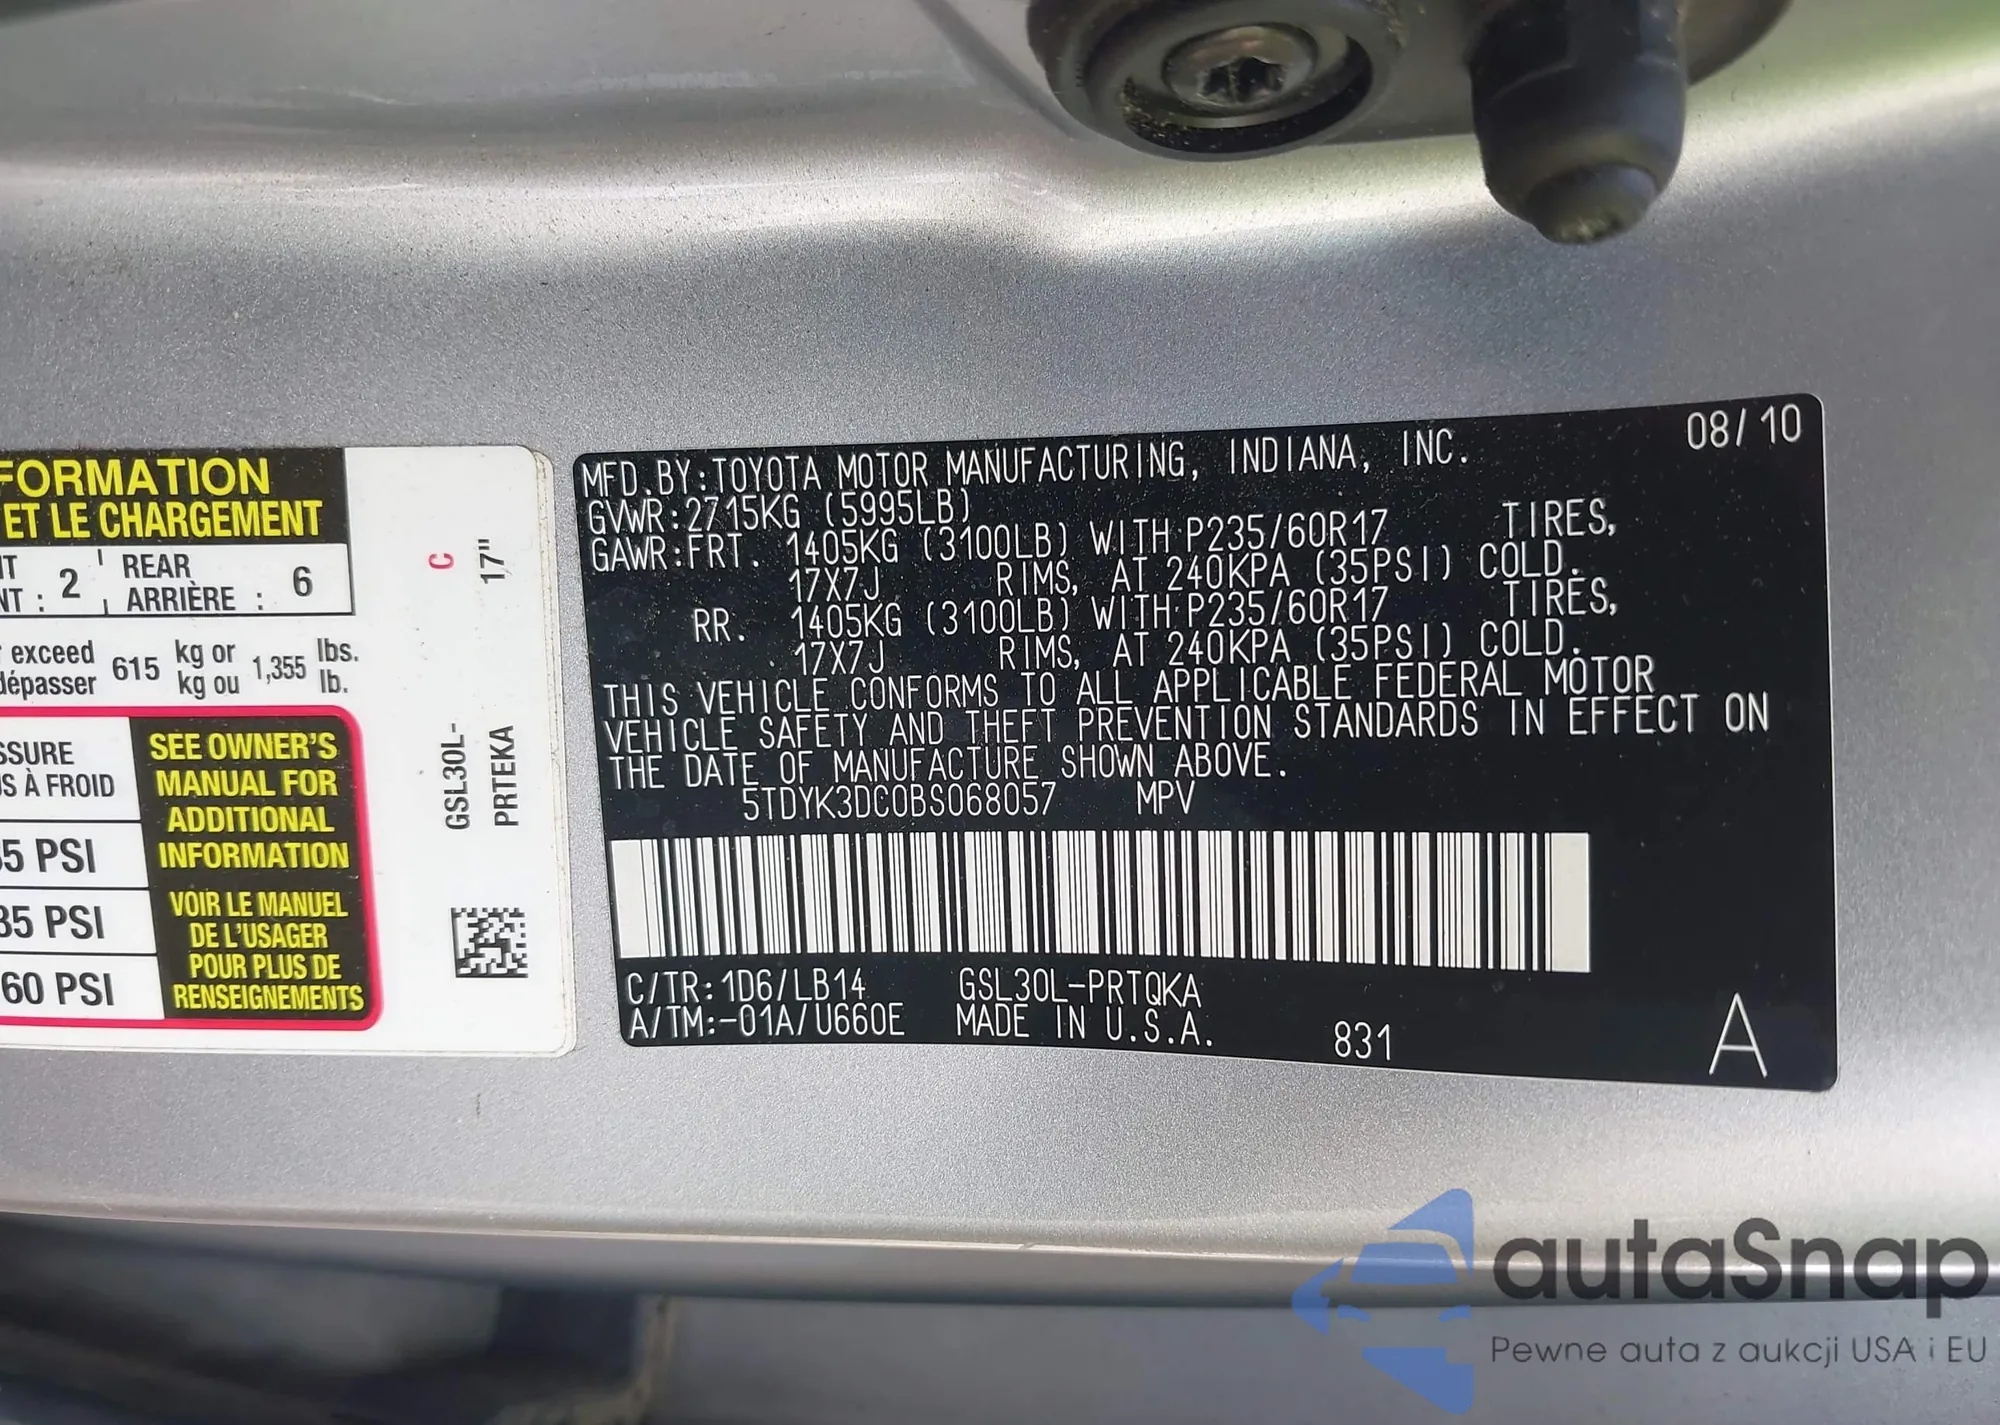 FORMATION
ET LE CHARGEMENT
2 REAR
ARRIÈRE : 6
exceed 615 kg or 1,355 lbs.
dépasser kg ou lb.
À FROID
SEE OWNER'S
MANUAL FOR
ADDITIONAL
INFORMATION
VOIR LE MANUEL
DE L'USAGER
POUR PLUS DE
RENSEIGNEMENTS
5 PSI
35 PSI
60 PSI
C
17"
GSL30L-
PRTEKA
08/10
MFD.BY:TOYOTA MOTOR MANUFACTURING, INDIANA, INC.
GVWR:2715KG (5995LB)
GAWR:FRT. 1405KG (3100LB) WITH P235/60R17 TIRES,
17X7J RIMS, AT 240KPA (35PSI) COLD.
RR. 1405KG (3100LB) WITH P235/60R17 TIRES,
17X7J RIMS, AT 240KPA (35PSI) COLD.
THIS VEHICLE CONFORMS TO ALL APPLICABLE FEDERAL MOTOR
VEHICLE SAFETY AND THEFT PREVENTION STANDARDS IN EFFECT ON
THE DATE OF MANUFACTURE SHOWN ABOVE.
5TDYK3DC0BS068057 MPV
C/TR:1D6/LB14 GSL30L-PRTQKA
A/TM:-01A/U660E MADE IN U.S.A. 831 A
autaSnap
Pewne auta z aukcji USA i EU